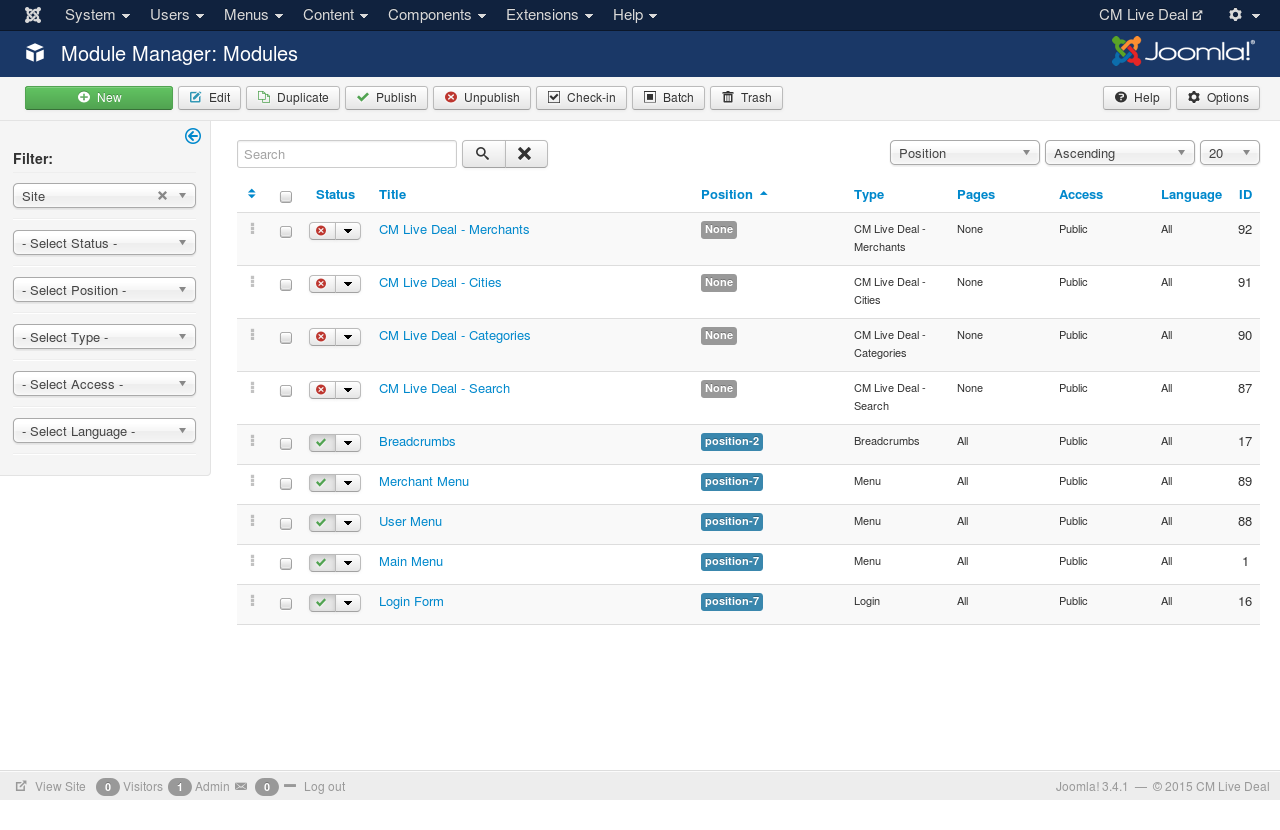 System Users Menus Content Components Extensions Help CM Live Deal
Module Manager: Modules Joomla!®
New Edit Duplicate Publish Unpublish Check-in Batch Trash Help Options
Filter:
Site
- Select Status -
- Select Position -
- Select Type -
- Select Access -
- Select Language -
Search Position Ascending 20
Status Title Position Type Pages Access Language ID
CM Live Deal - Merchants None CM Live Deal - None Public All 92
Merchants
CM Live Deal - Cities None CM Live Deal - None Public All 91
Cities
CM Live Deal - Categories None CM Live Deal - None Public All 90
Categories
CM Live Deal - Search None CM Live Deal - None Public All 87
Search
Breadcrumbs position-2 Breadcrumbs All Public All 17
Merchant Menu position-7 Menu All Public All 89
User Menu position-7 Menu All Public All 88
Main Menu position-7 Menu All Public All 1
Login Form position-7 Login All Public All 16
View Site 0 Visitors 1 Admin 0 Log out Joomla! 3.4.1 — © 2015 CM Live Deal